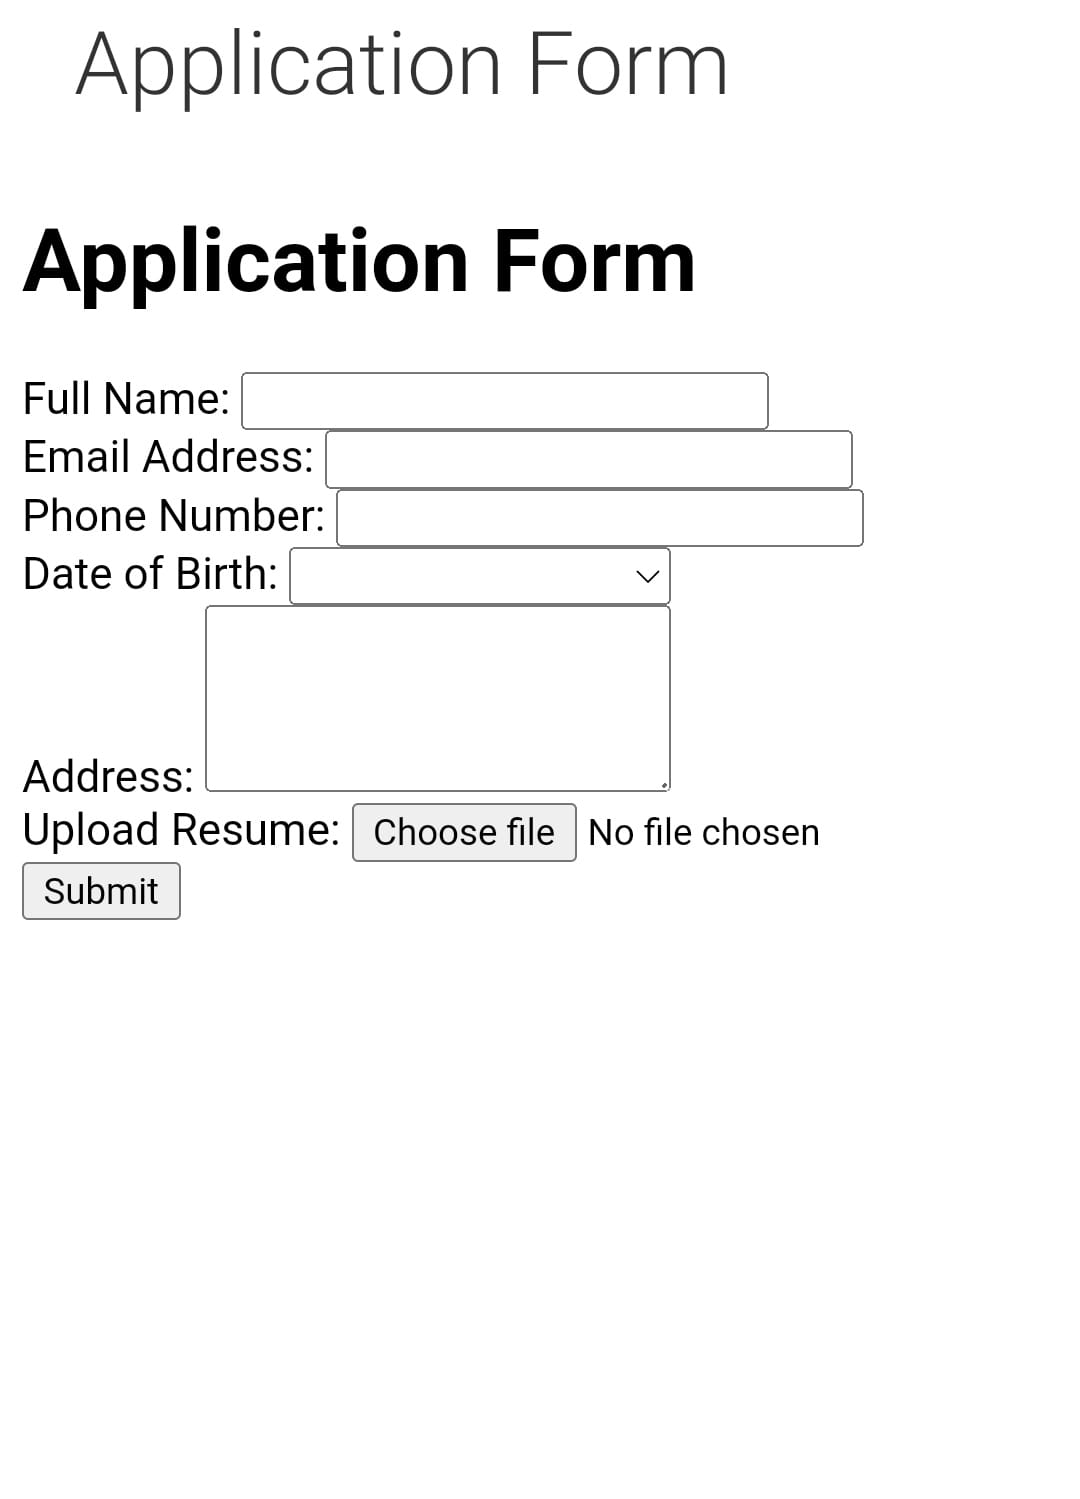 Application Form
Application Form
Full Name:
Email Address:
Phone Number:
Date of Birth:
Address:
Upload Resume: Choose file No file chosen
Submit